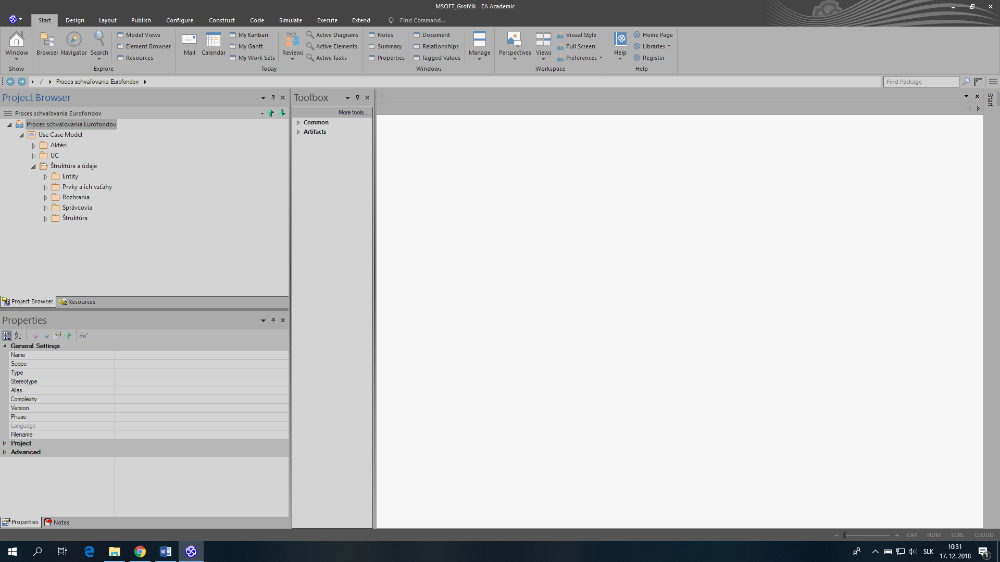 MSOFT_Grofčík - EA Academic
Start Design Layout Publish Configure Construct Code Simulate Execute Extend Find Command...
Window Browser Navigator Search Model Views Element Browser Resources Mail Calendar My Kanban My Gantt My Work Sets Reviews Active Diagrams Active Elements Active Tasks Notes Summary Properties Document Relationships Tagged Values Manage Perspectives Views Visual Style Full Screen Preferences Help Home Page Libraries Register
Show Explore Today Windows Workspace Help
/ Proces schvaľovania Eurofondov Find Package
Project Browser
Proces schvaľovania Eurofondov
Proces schvaľovania Eurofondov
Use Case Model
Aktéri
UC
Štruktúra a údaje
Entity
Prvky a ich vzťahy
Rozhrania
Správcovia
Štruktúra
Project Browser Resources
Properties
General Settings
Name
Scope
Type
Stereotype
Alias
Complexity
Version
Phase
Language
Filename
Project
Advanced
Properties Notes
Toolbox
More tools...
Common
Artifacts
Start
CAP NUM SCRL CLOUD
SLK
10:31
17. 12. 2018
1